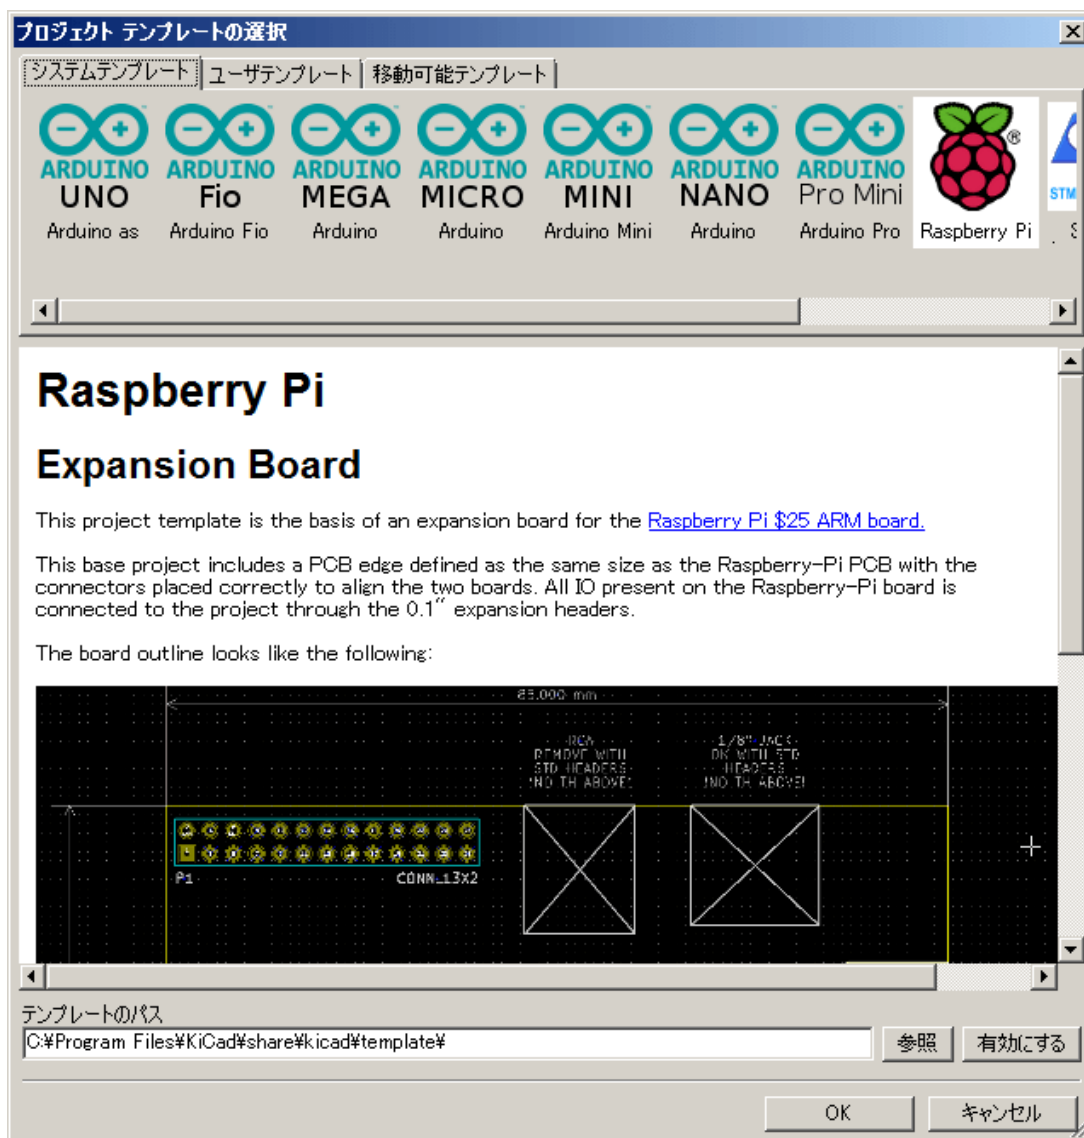 プロジェクト テンプレートの選択
システムテンプレート ユーザテンプレート 移動可能テンプレート
ARDUINO ARDUINO ARDUINO ARDUINO ARDUINO ARDUINO ARDUINO ®
UNO Fio MEGA MICRO MINI NANO Pro Mini STM
Arduino as Arduino Fio Arduino Arduino Arduino Mini Arduino Arduino Pro Raspberry Pi
Raspberry Pi
Expansion Board
This project template is the basis of an expansion board for the Raspberry Pi $25 ARM board.
This base project includes a PCB edge defined as the same size as the Raspberry-Pi PCB with the
connectors placed correctly to align the two boards. All IO present on the Raspberry-Pi board is
connected to the project through the 0.1″ expansion headers.
The board outline looks like the following:
85.000 mm
RCA 1/8" JACK
REMOVE WITH OK WITH STD
STD HEADERS HEADERS
!NO TH ABOVE! !NO TH ABOVE!
P1 CONN_13X2
テンプレートのパス
C:¥Program Files¥KiCad¥share¥kicad¥template¥ 参照 有効にする
OK キャンセル